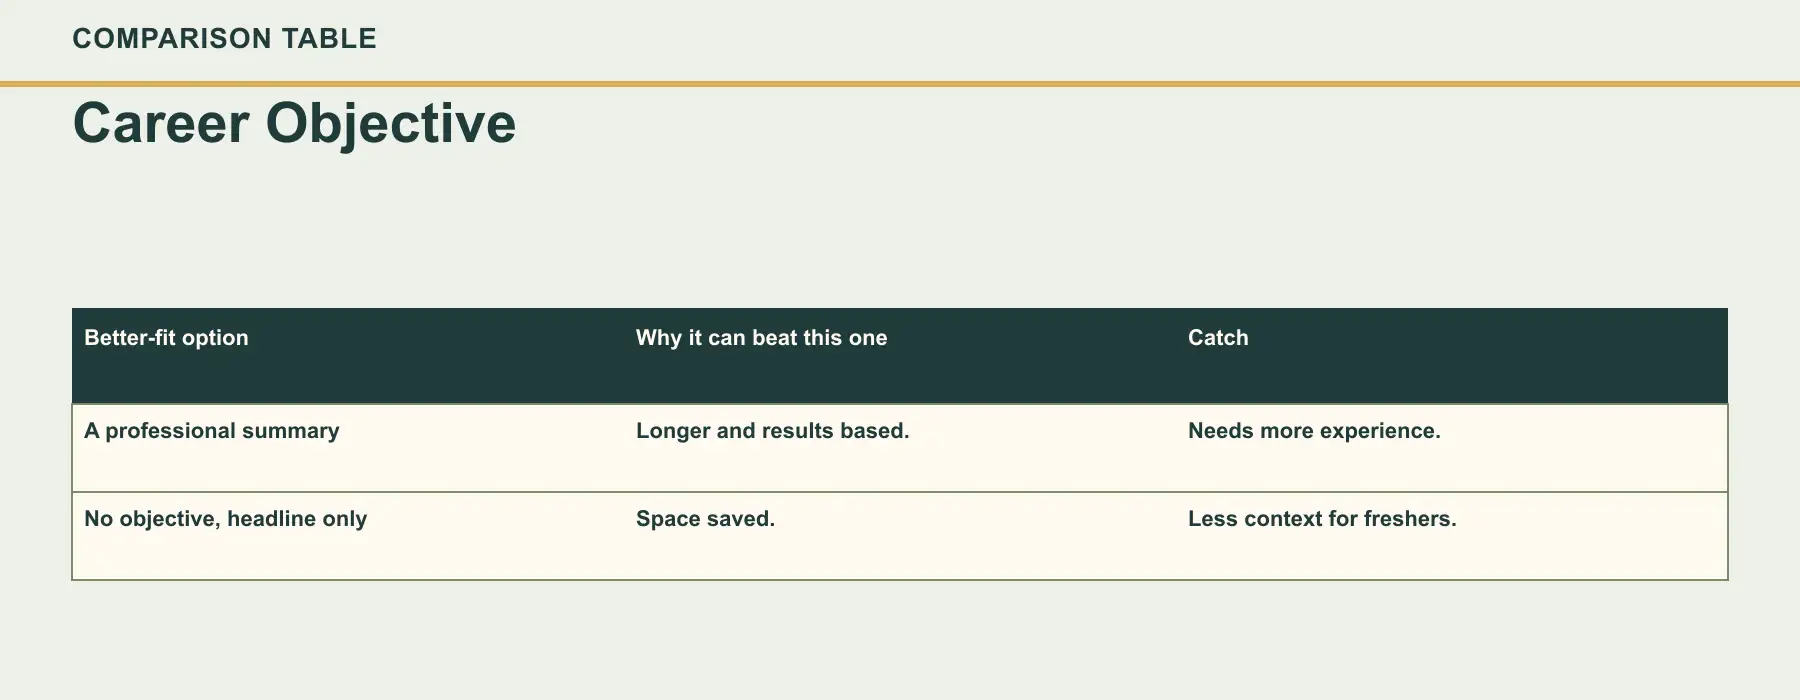 COMPARISON TABLE
Career Objective
Better-fit option Why it can beat this one Catch
A professional summary Longer and results based. Needs more experience.
No objective, headline only Space saved. Less context for freshers.